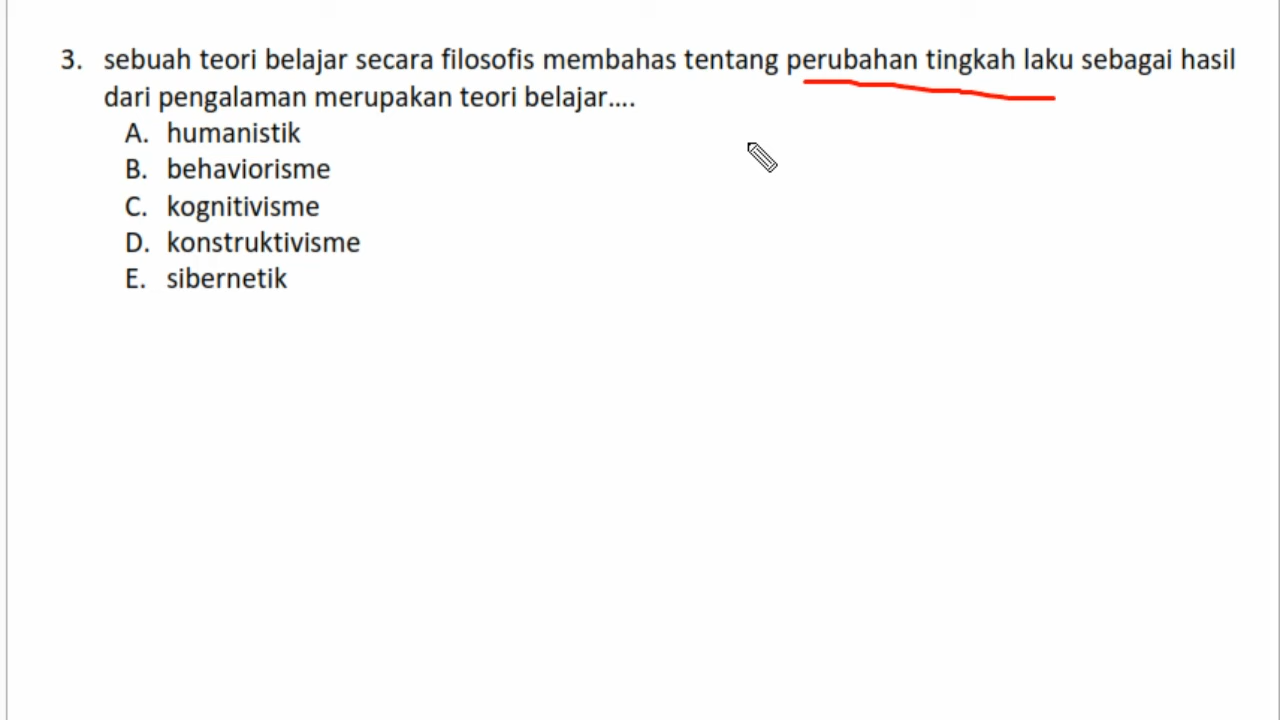 3. sebuah teori belajar secara filosofis membahas tentang perubahan tingkah laku sebagai hasil
dari pengalaman merupakan teori belajar....
A. humanistik
B. behaviorisme
C. kognitivisme
D. konstruktivisme
E. sibernetik